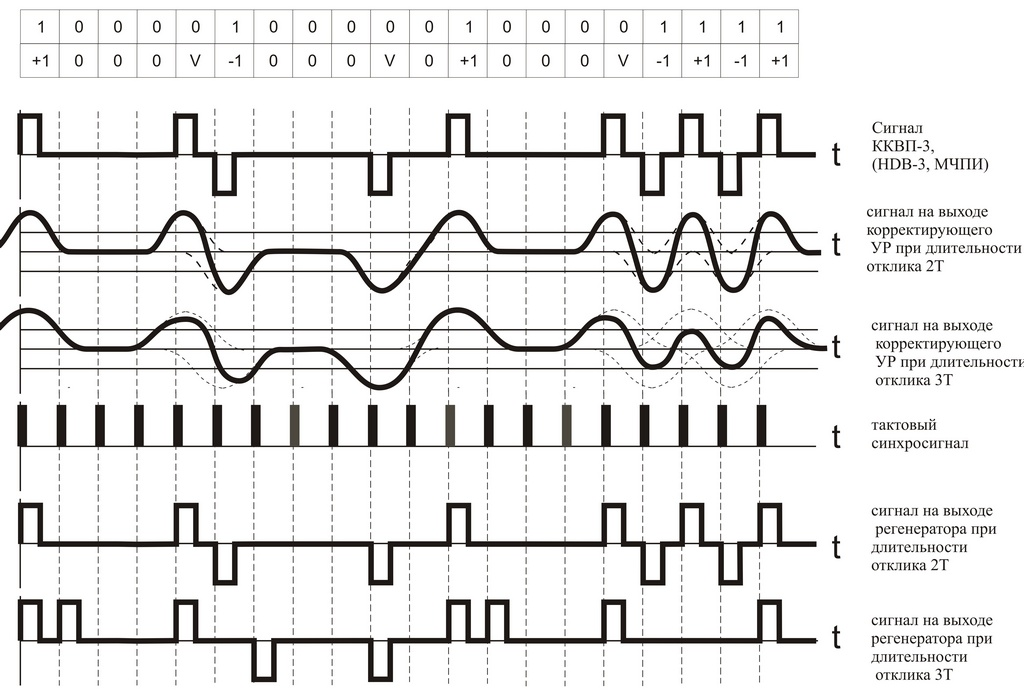 1 0 0 0 0 1 0 0 0 0 0 1 0 0 0 0 1 1 1 1
+1 0 0 0 V -1 0 0 0 V 0 +1 0 0 0 V -1 +1 -1 +1
t
Сигнал
ККВП-3,
(HDB-3, МЧПИ)
t
сигнал на выходе
корректирующего
УР при длительности
отклика 2Т
t
сигнал на выходе
корректирующего
УР при длительности
отклика 3Т
t
тактовый
синхросигнал
t
сигнал на выходе
регенератора при
длительности
отклика 2Т
t
сигнал на выходе
регенератора при
длительности
отклика 3Т